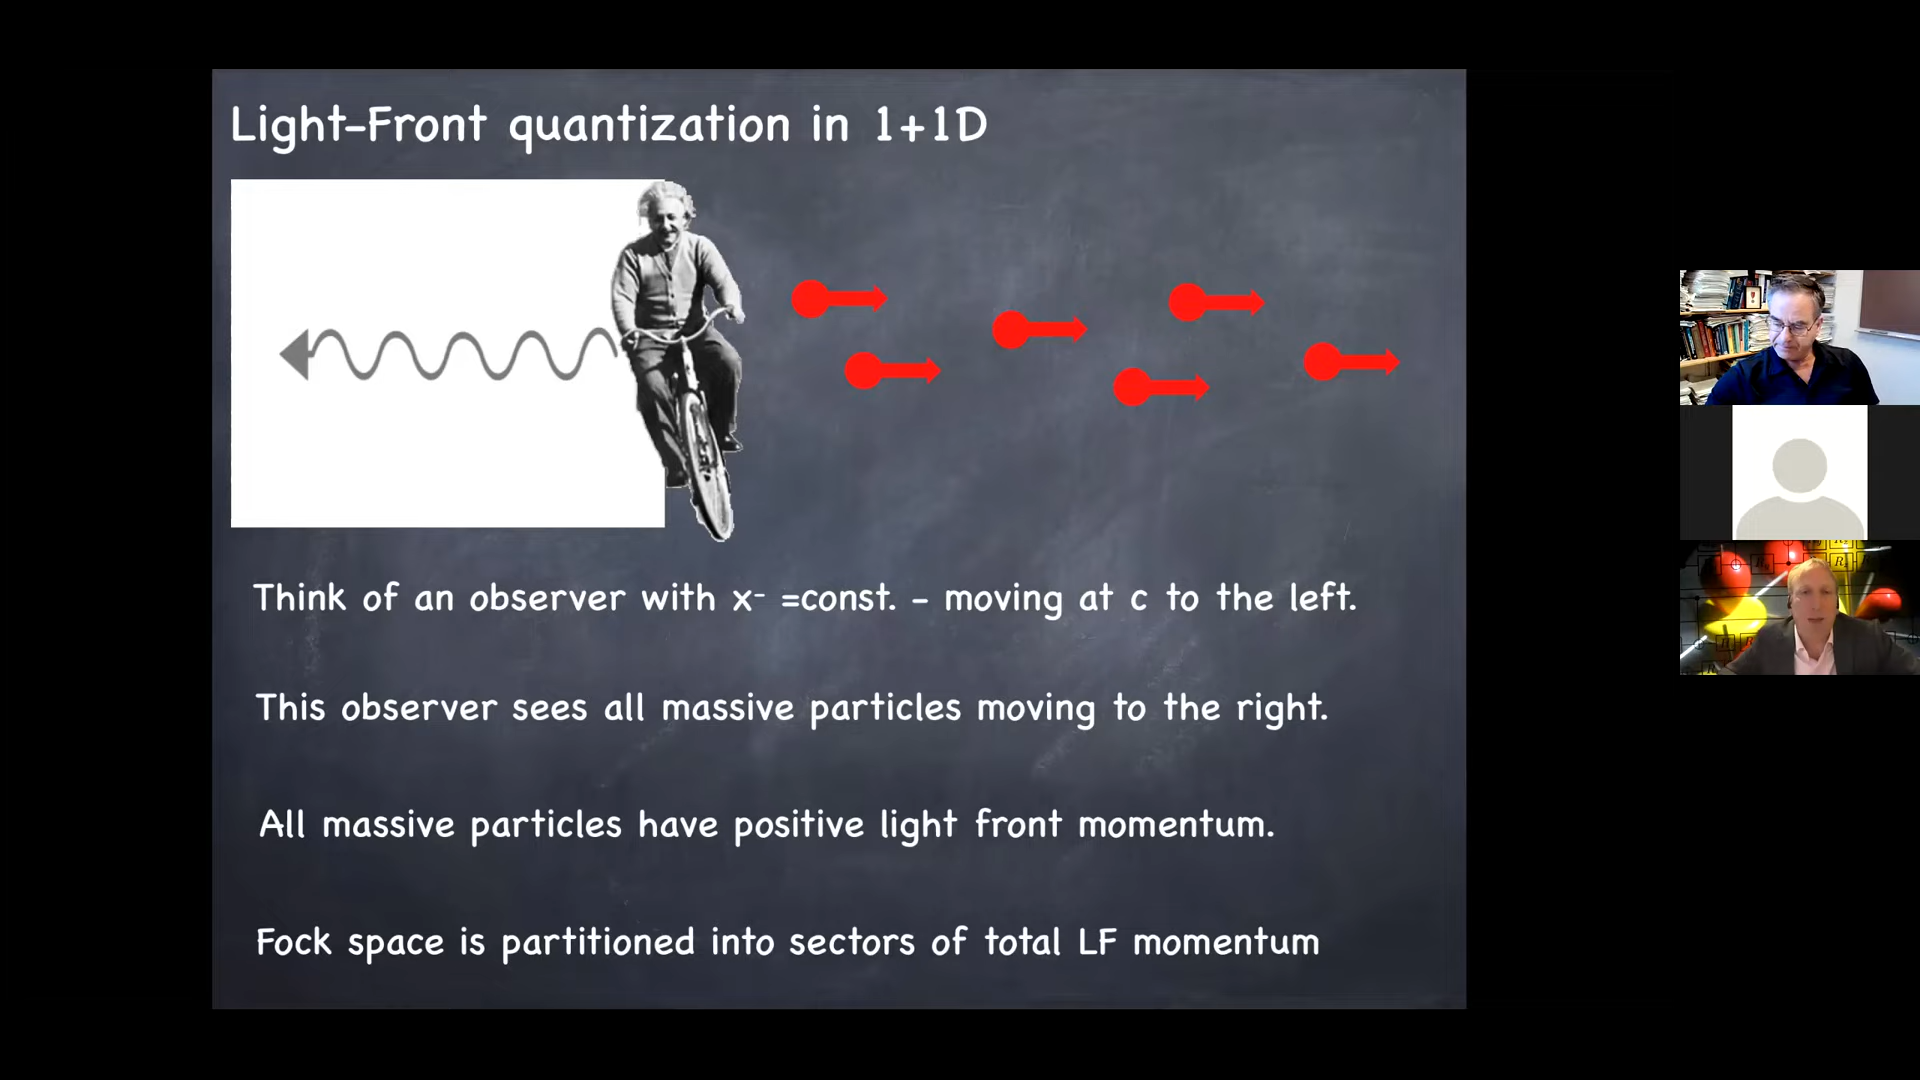 Light-Front quantization in 1+1D
Think of an observer with x⁻ =const. - moving at c to the left.
This observer sees all massive particles moving to the right.
All massive particles have positive light front momentum.
Fock space is partitioned into sectors of total LF momentum